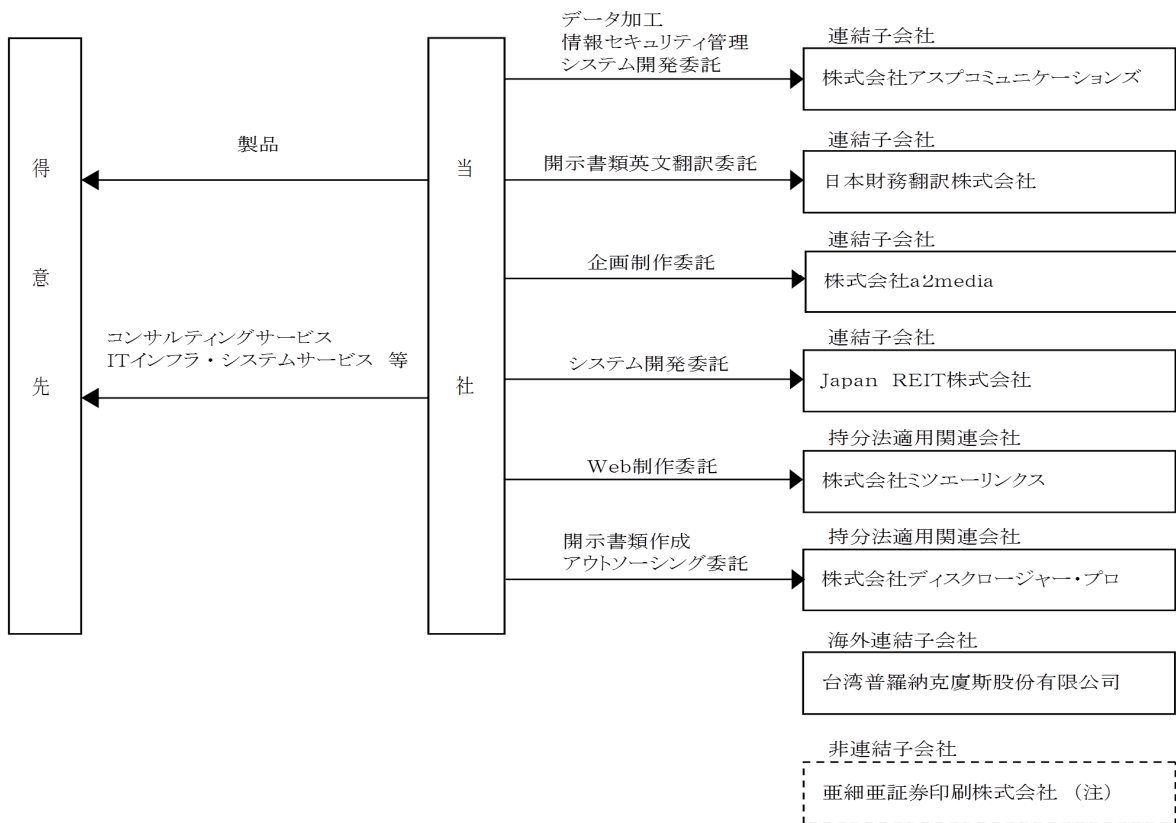 得意先
製品
コンサルティングサービス
ITインフラ・システムサービス 等
当社
データ加工
情報セキュリティ管理
システム開発委託
連結子会社
株式会社アスプコミュニケーションズ
開示書類英文翻訳委託
連結子会社
日本財務翻訳株式会社
企画制作委託
連結子会社
株式会社a2media
システム開発委託
連結子会社
Japan REIT株式会社
Web制作委託
持分法適用関連会社
株式会社ミツエーリンクス
開示書類作成
アウトソーシング委託
持分法適用関連会社
株式会社ディスクロージャー・プロ
海外連結子会社
台湾普羅納克廈斯股份有限公司
非連結子会社
亜細亜証券印刷株式会社 (注)